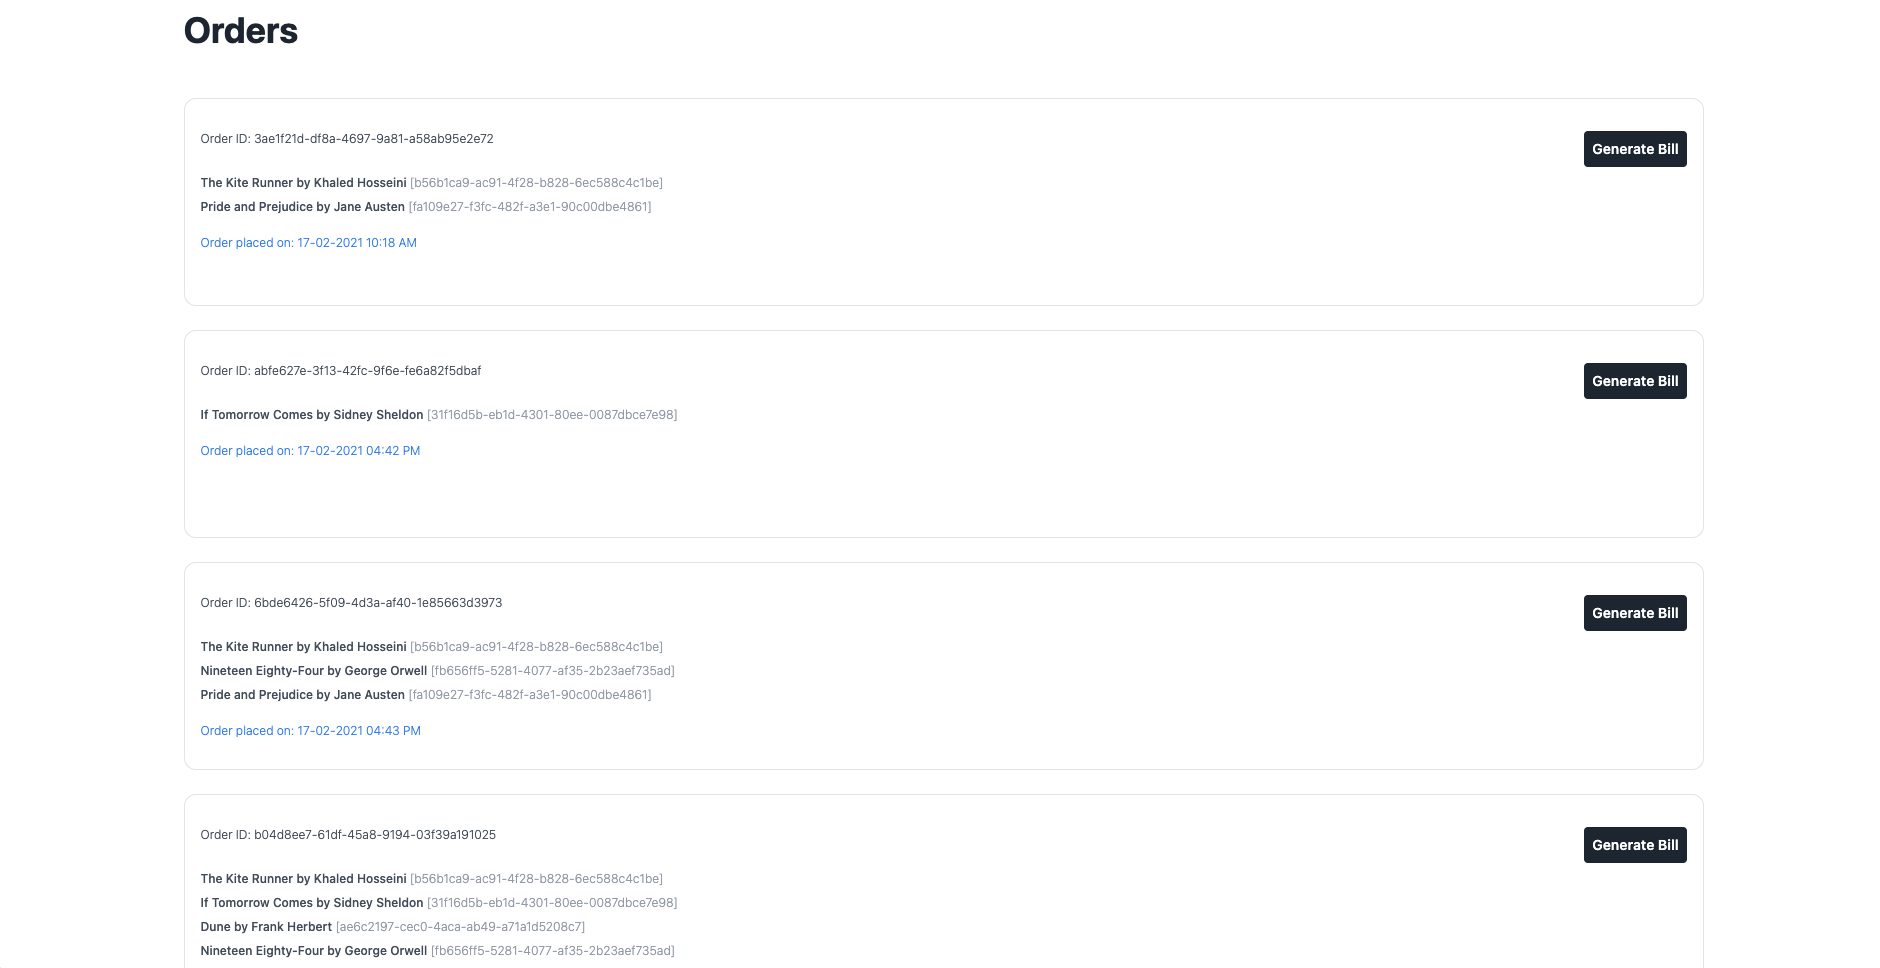 Orders
Order ID: 3ae1f21d-df8a-4697-9a81-a58ab95e2e72
Generate Bill
The Kite Runner by Khaled Hosseini [b56b1ca9-ac91-4f28-b828-6ec588c4c1be]
Pride and Prejudice by Jane Austen [fa109e27-f3fc-482f-a3e1-90c00dbe4861]
Order placed on: 17-02-2021 10:18 AM
Order ID: abfe627e-3f13-42fc-9f6e-fe6a82f5dbaf
Generate Bill
If Tomorrow Comes by Sidney Sheldon [31f16d5b-eb1d-4301-80ee-0087dbce7e98]
Order placed on: 17-02-2021 04:42 PM
Order ID: 6bde6426-5f09-4d3a-af40-1e85663d3973
Generate Bill
The Kite Runner by Khaled Hosseini [b56b1ca9-ac91-4f28-b828-6ec588c4c1be]
Nineteen Eighty-Four by George Orwell [fb656ff5-5281-4077-af35-2b23aef735ad]
Pride and Prejudice by Jane Austen [fa109e27-f3fc-482f-a3e1-90c00dbe4861]
Order placed on: 17-02-2021 04:43 PM
Order ID: b04d8ee7-61df-45a8-9194-03f39a191025
Generate Bill
The Kite Runner by Khaled Hosseini [b56b1ca9-ac91-4f28-b828-6ec588c4c1be]
If Tomorrow Comes by Sidney Sheldon [31f16d5b-eb1d-4301-80ee-0087dbce7e98]
Dune by Frank Herbert [ae6c2197-cec0-4aca-ab49-a71a1d5208c7]
Nineteen Eighty-Four by George Orwell [fb656ff5-5281-4077-af35-2b23aef735ad]